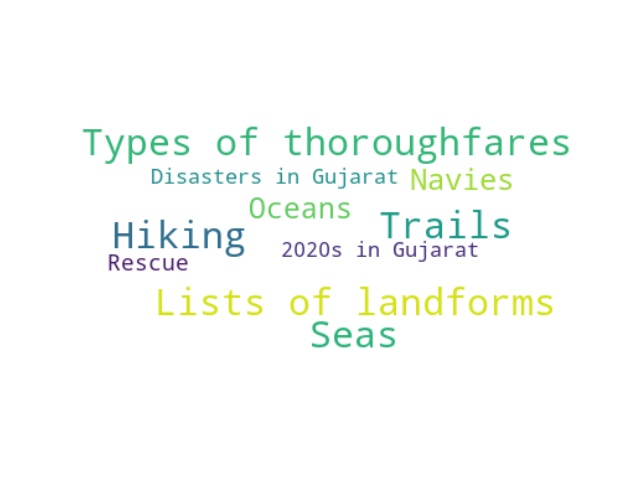 Types of thoroughfares
Disasters in Gujarat Navies
Oceans
Hiking Trails
2020s in Gujarat
Rescue
Lists of landforms
Seas